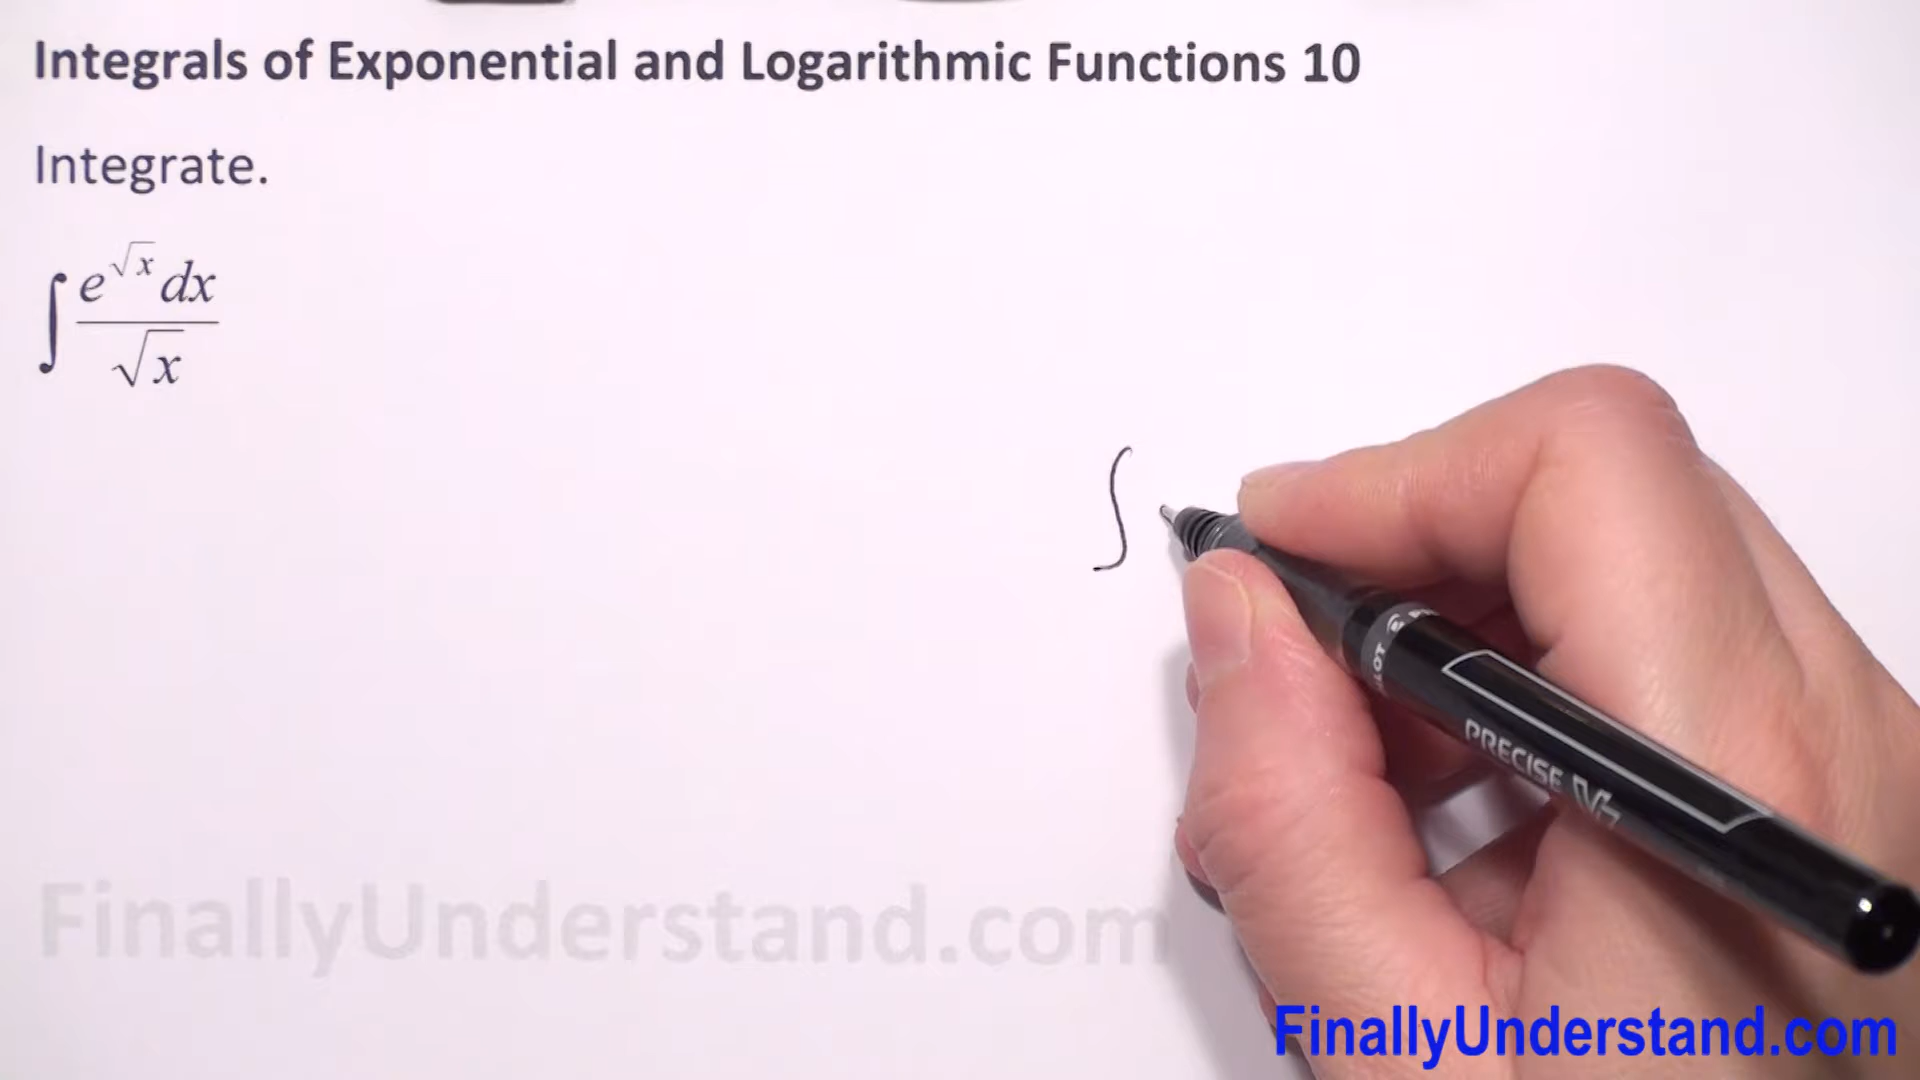 Integrals of Exponential and Logarithmic Functions 10
Integrate.
∫ e^√x dx / √x
∫
PRECISE V7
FinallyUnderstand.com
FinallyUnderstand.com